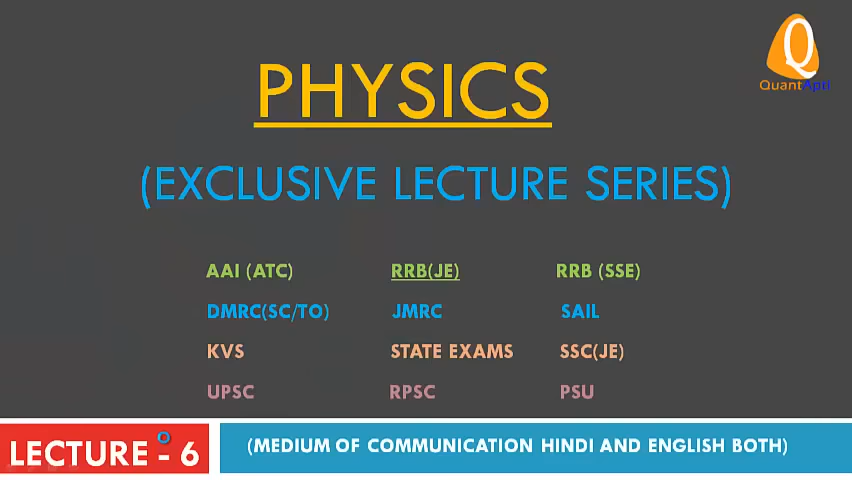 PHYSICS
(EXCLUSIVE LECTURE SERIES)
Q
QuantApti
AAI (ATC) RRB(JE) RRB (SSE)
DMRC(SC/TO) JMRC SAIL
KVS STATE EXAMS SSC(JE)
UPSC RPSC PSU
LECTURE - 6
(MEDIUM OF COMMUNICATION HINDI AND ENGLISH BOTH)